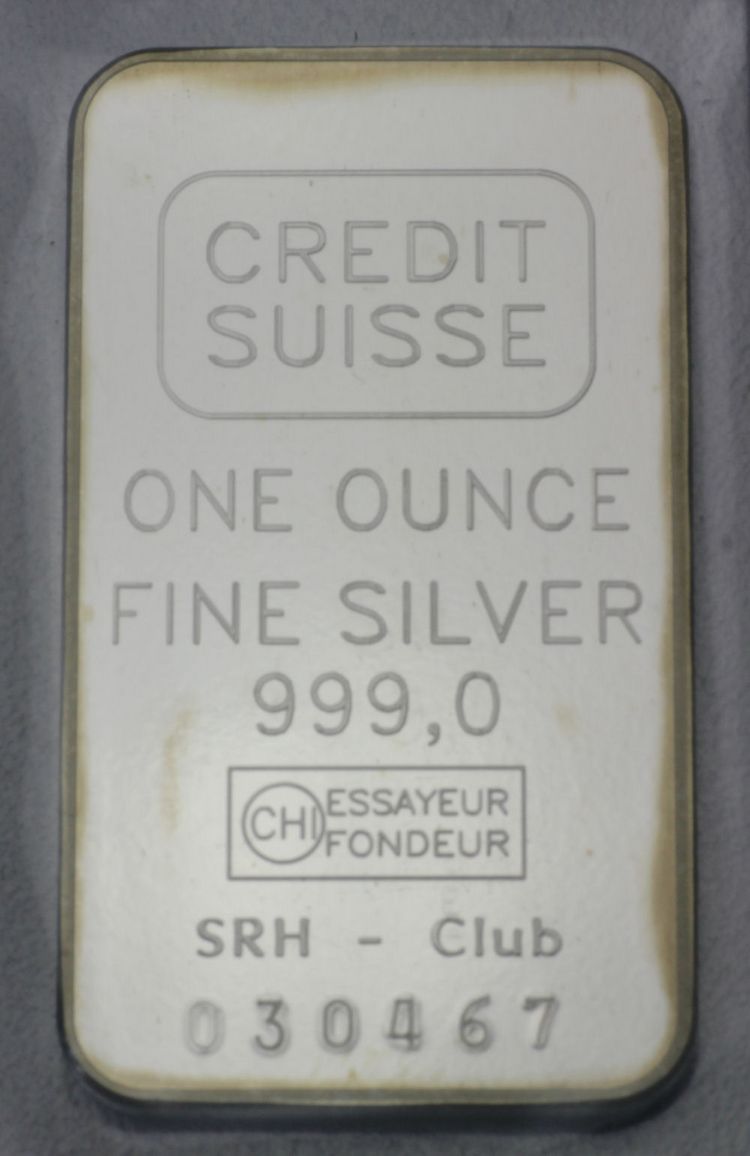 CREDIT
SUISSE
ONE OUNCE
FINE SILVER
999,0
CHI ESSAYEUR
FONDEUR
SRH - Club
030467